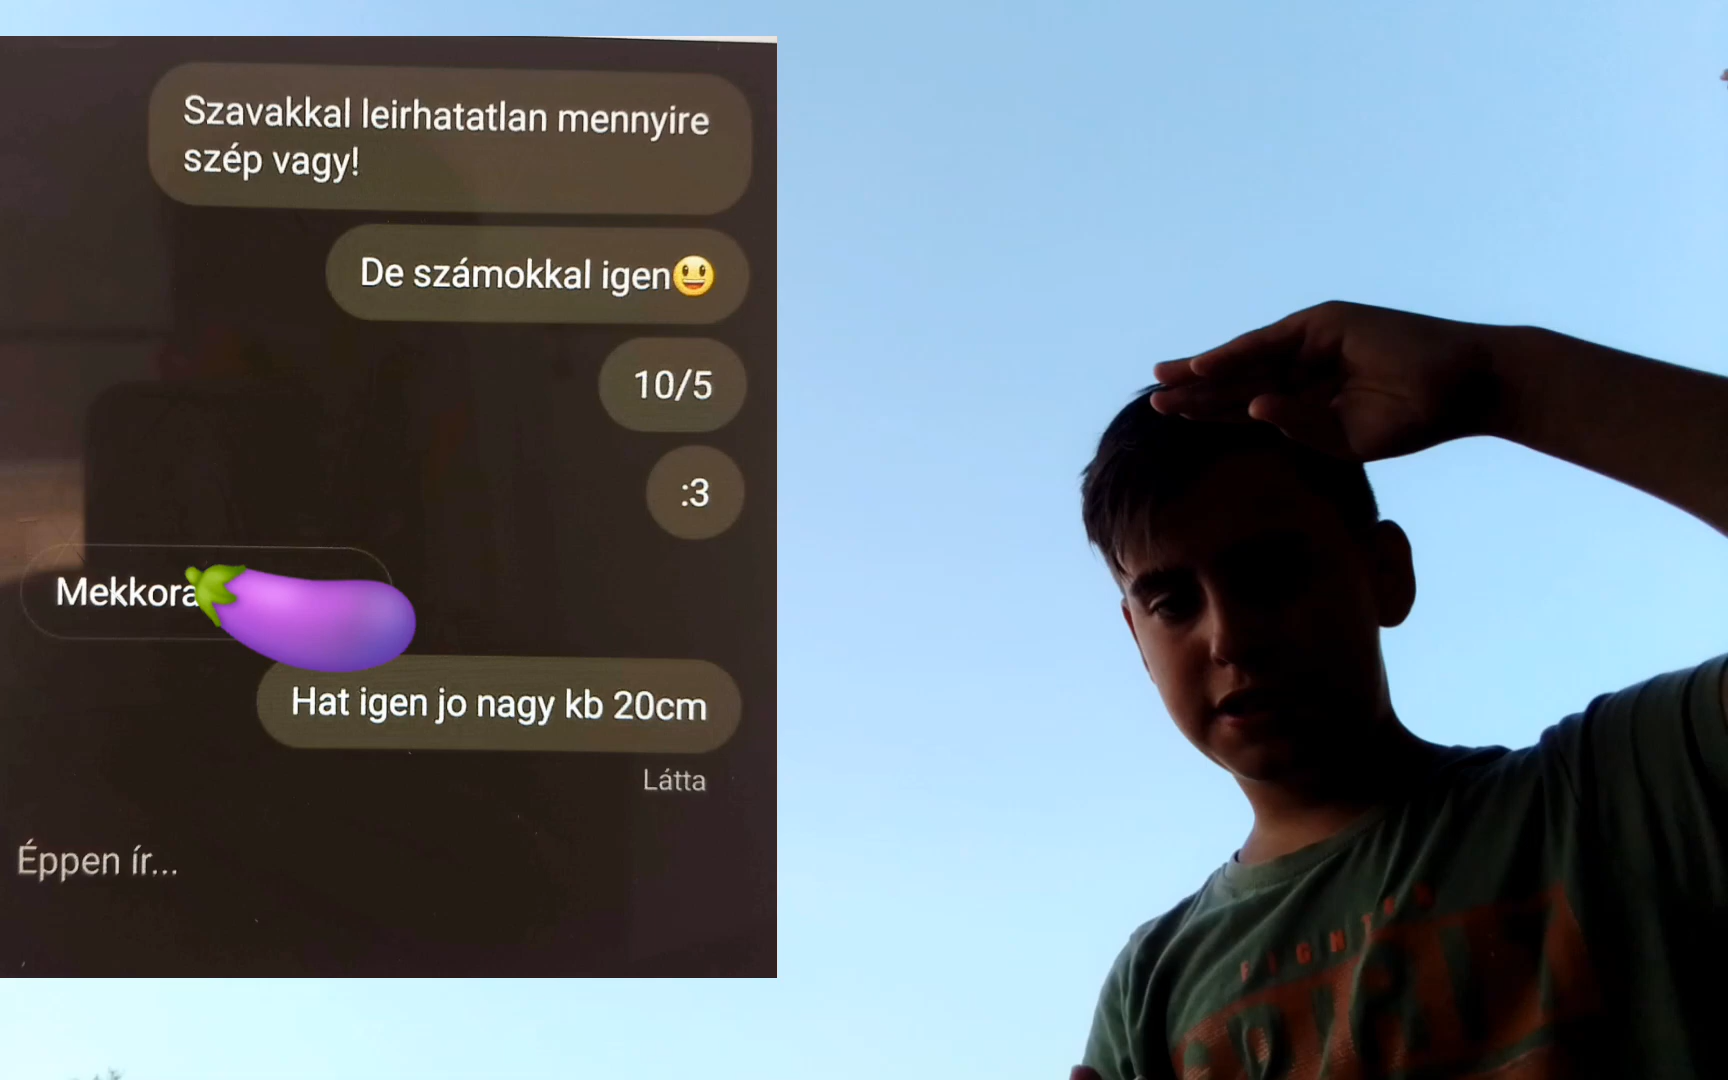 Szavakkal leirhatatlan mennyire
szép vagy!
De számokkal igen😃
10/5
:3
Mekkora
Hat igen jo nagy kb 20cm
Látta
Éppen ír...
FIGHTERS